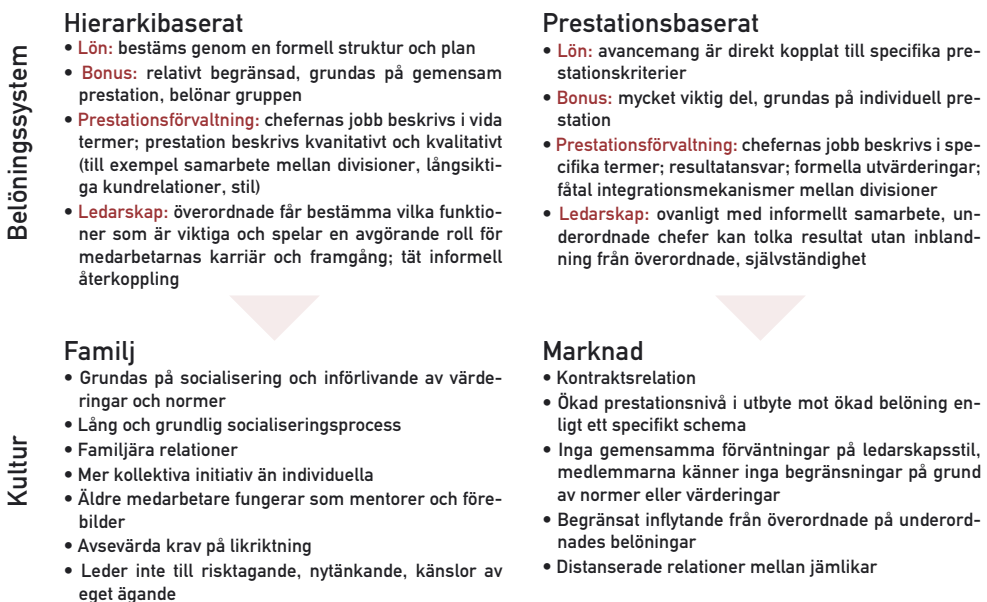 Belöningssystem
Hierarkibaserat
• Lön: bestäms genom en formell struktur och plan
• Bonus: relativt begränsad, grundas på gemensam
prestation, belönar gruppen
• Prestationsförvaltning: chefernas jobb beskrivs i vida
termer; prestation beskrivs kvanitativt och kvalitativt
(till exempel samarbete mellan divisioner, långsikti-
ga kundrelationer, stil)
• Ledarskap: överordnade får bestämma vilka funktio-
ner som är viktiga och spelar en avgörande roll för
medarbetarnas karriär och framgång; tät informell
återkoppling
Prestationsbaserat
• Lön: avancemang är direkt kopplat till specifika pre-
stationskriterier
• Bonus: mycket viktig del, grundas på individuell pre-
station
• Prestationsförvaltning: chefernas jobb beskrivs i spe-
cifika termer; resultatansvar; formella utvärderingar;
fåtal integrationsmekanismer mellan divisioner
• Ledarskap: ovanligt med informellt samarbete, un-
derordnade chefer kan tolka resultat utan inbland-
ning från överordnade, självständighet
Kultur
Familj
• Grundas på socialisering och införlivande av värde-
ringar och normer
• Lång och grundlig socialiseringsprocess
• Familjära relationer
• Mer kollektiva initiativ än individuella
• Äldre medarbetare fungerar som mentorer och före-
bilder
• Avsevärda krav på likriktning
• Leder inte till risktagande, nytänkande, känslor av
eget ägande
Marknad
• Kontraktsrelation
• Ökad prestationsnivå i utbyte mot ökad belöning en-
ligt ett specifikt schema
• Inga gemensamma förväntningar på ledarskapsstil,
medlemmarna känner inga begränsningar på grund
av normer eller värderingar
• Begränsat inflytande från överordnade på underord-
nades belöningar
• Distanserade relationer mellan jämlikar